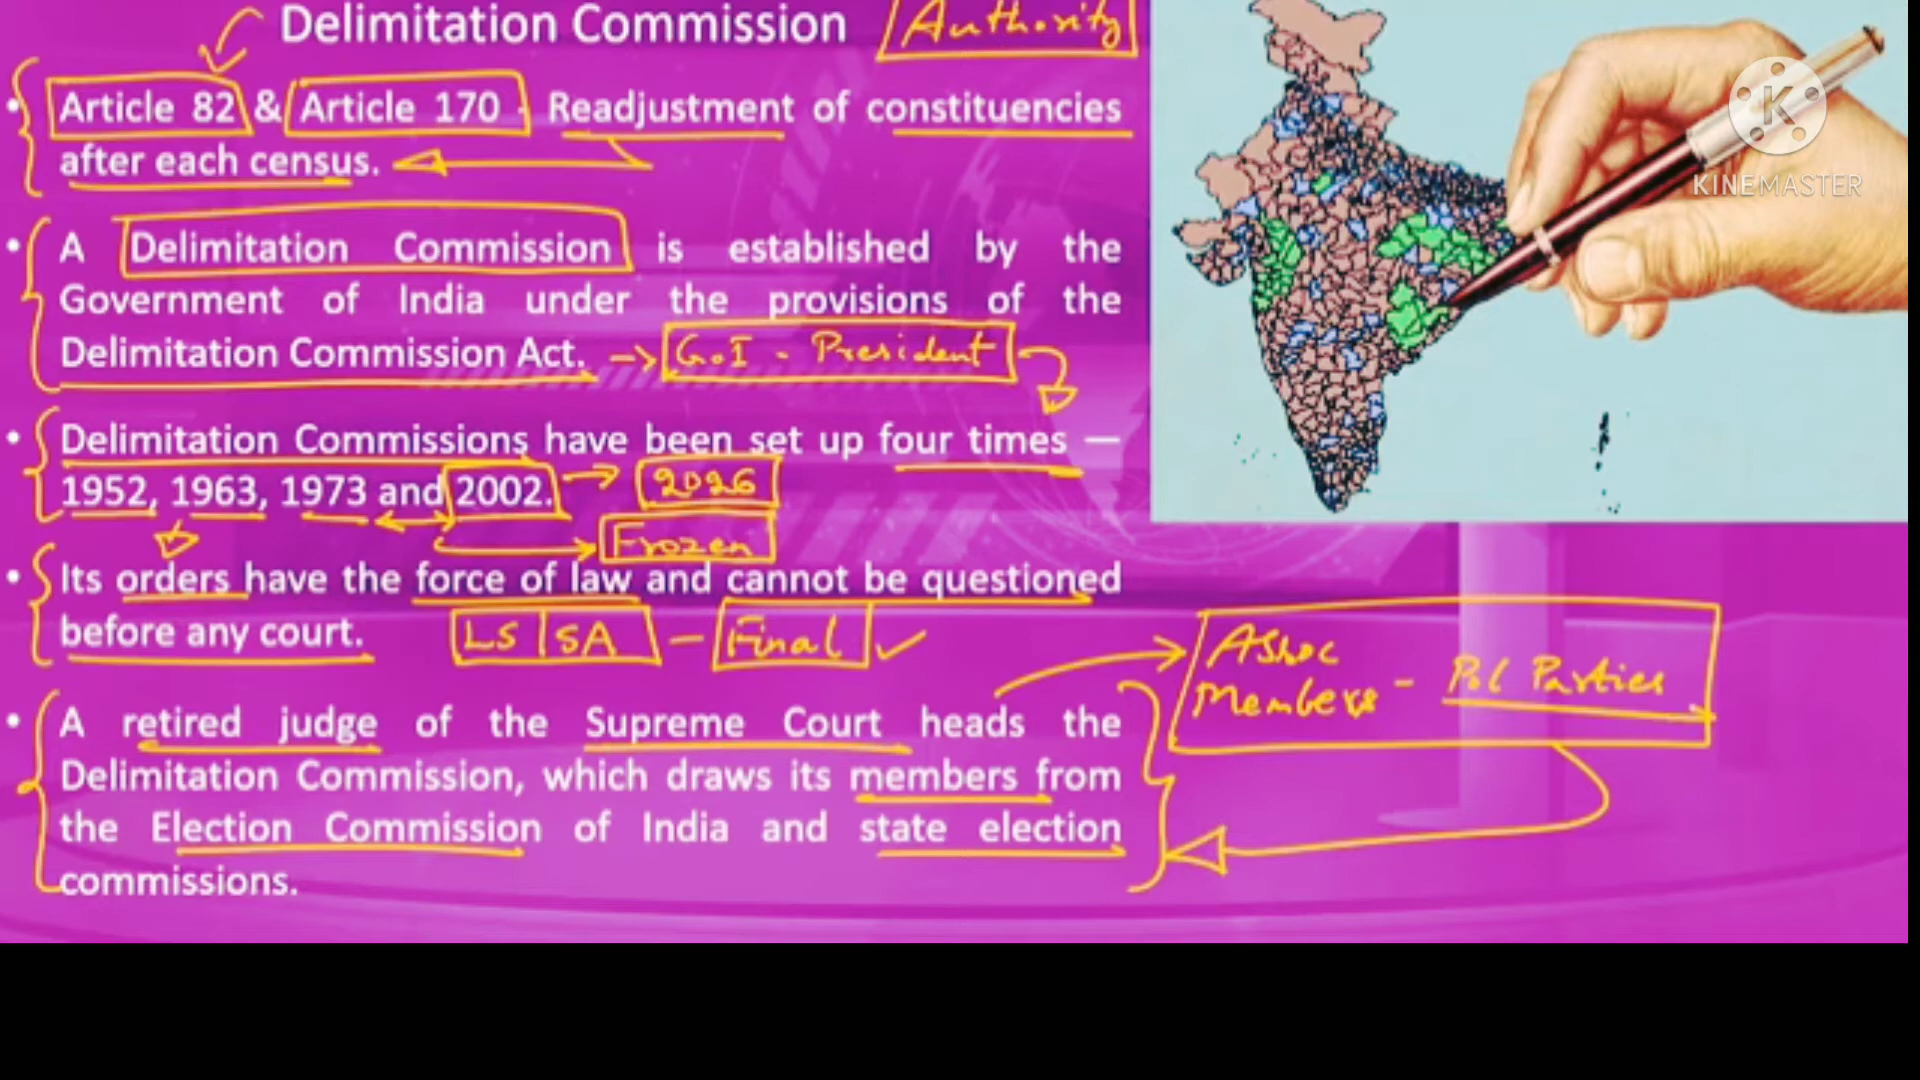 Delimitation Commission Authority
• Article 82 & Article 170 - Readjustment of constituencies
after each census.
• A Delimitation Commission is established by the
Government of India under the provisions of the
Delimitation Commission Act. → G.o.I - President
• Delimitation Commissions have been set up four times —
1952, 1963, 1973 and 2002. → 2026
Frozen
• Its orders have the force of law and cannot be questioned
before any court. LS | SA - Final ✓
• A retired judge of the Supreme Court heads the
Delimitation Commission, which draws its members from
the Election Commission of India and state election
commissions.
Assoc
Members - Pol Parties
KINEMASTER